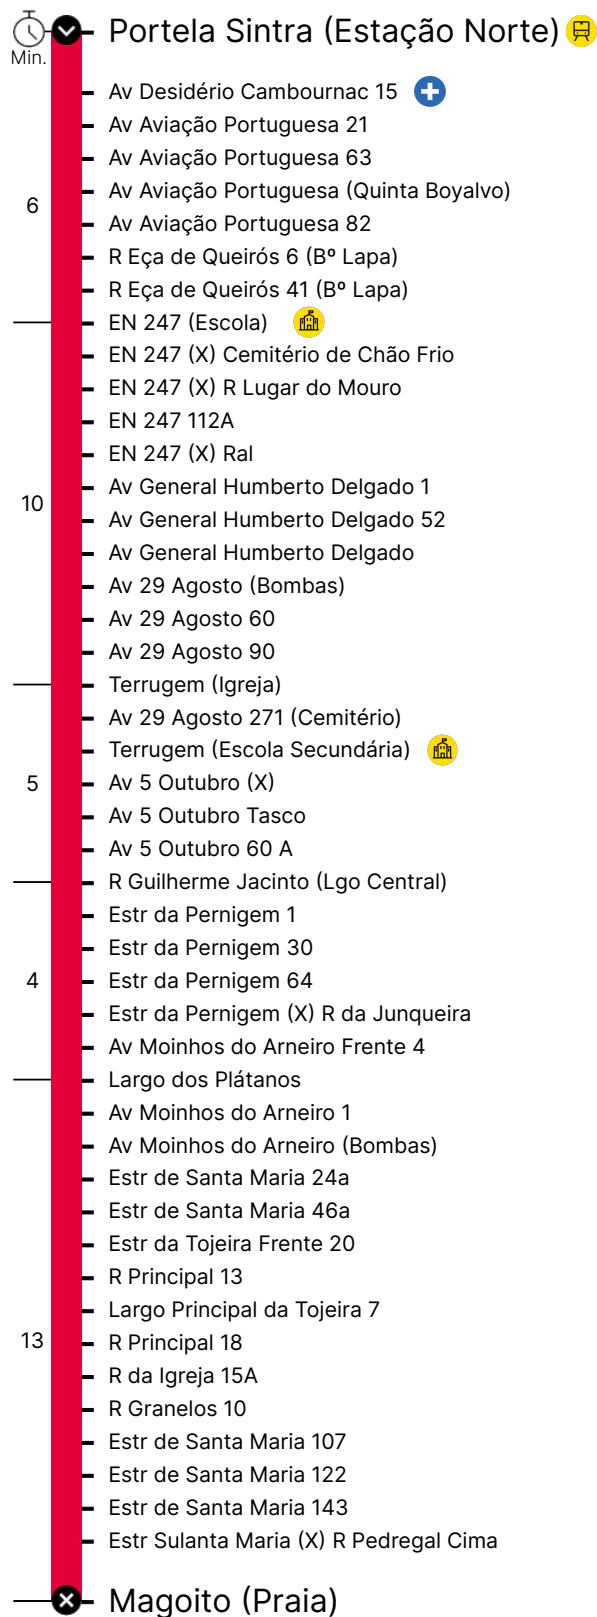 Portela Sintra (Estação Norte)
Min.
Av Desidério Cambournac 15
Av Aviação Portuguesa 21
Av Aviação Portuguesa 63
Av Aviação Portuguesa (Quinta Boyalvo)
6
Av Aviação Portuguesa 82
R Eça de Queirós 6 (Bº Lapa)
R Eça de Queirós 41 (Bº Lapa)
EN 247 (Escola)
EN 247 (X) Cemitério de Chão Frio
EN 247 (X) R Lugar do Mouro
EN 247 112A
EN 247 (X) Ral
Av General Humberto Delgado 1
10
Av General Humberto Delgado 52
Av General Humberto Delgado
Av 29 Agosto (Bombas)
Av 29 Agosto 60
Av 29 Agosto 90
Terrugem (Igreja)
Av 29 Agosto 271 (Cemitério)
Terrugem (Escola Secundária)
5
Av 5 Outubro (X)
Av 5 Outubro Tasco
Av 5 Outubro 60 A
R Guilherme Jacinto (Lgo Central)
Estr da Pernigem 1
Estr da Pernigem 30
4
Estr da Pernigem 64
Estr da Pernigem (X) R da Junqueira
Av Moinhos do Arneiro Frente 4
Largo dos Plátanos
Av Moinhos do Arneiro 1
Av Moinhos do Arneiro (Bombas)
Estr de Santa Maria 24a
Estr de Santa Maria 46a
Estr da Tojeira Frente 20
R Principal 13
Largo Principal da Tojeira 7
13
R Principal 18
R da Igreja 15A
R Granelos 10
Estr de Santa Maria 107
Estr de Santa Maria 122
Estr de Santa Maria 143
Estr Sulanta Maria (X) R Pedregal Cima
Magoito (Praia)